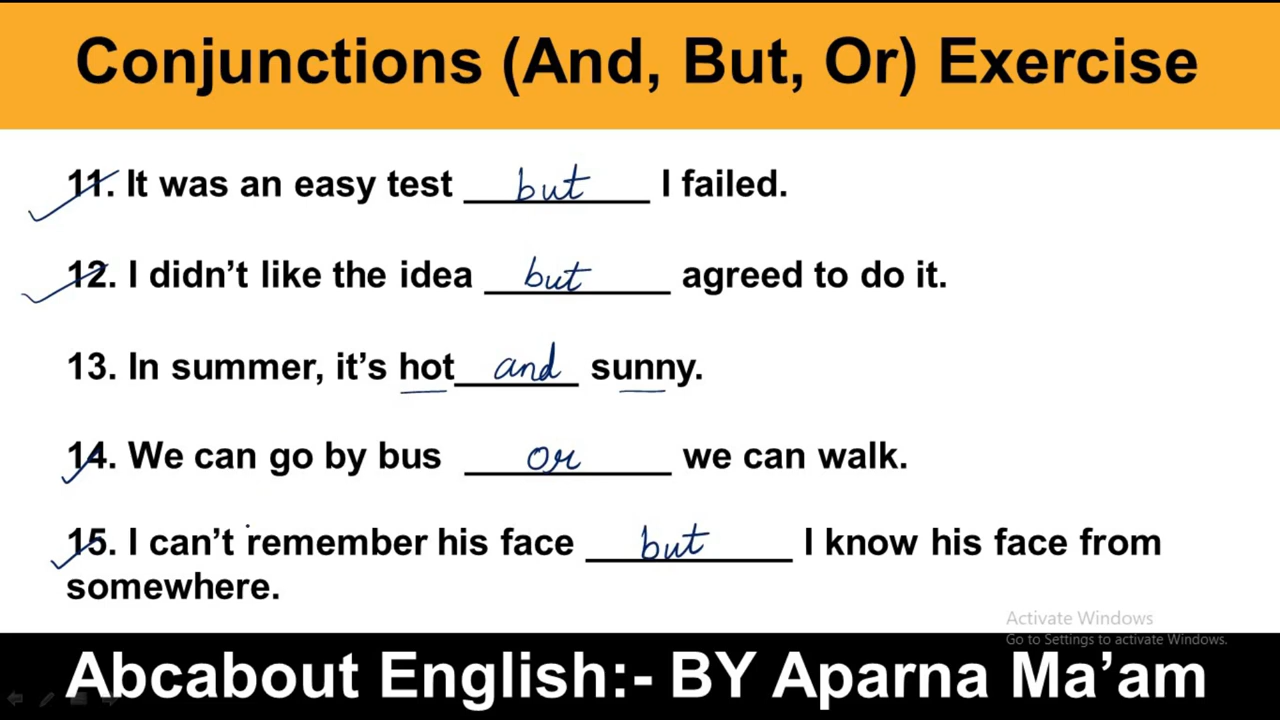 Conjunctions (And, But, Or) Exercise
11. It was an easy test but I failed.
12. I didn’t like the idea but agreed to do it.
13. In summer, it’s hot and sunny.
14. We can go by bus or we can walk.
15. I can’t remember his face but I know his face from
somewhere.
Activate Windows
Go to Settings to activate Windows.
Abcabout English:- BY Aparna Ma’am